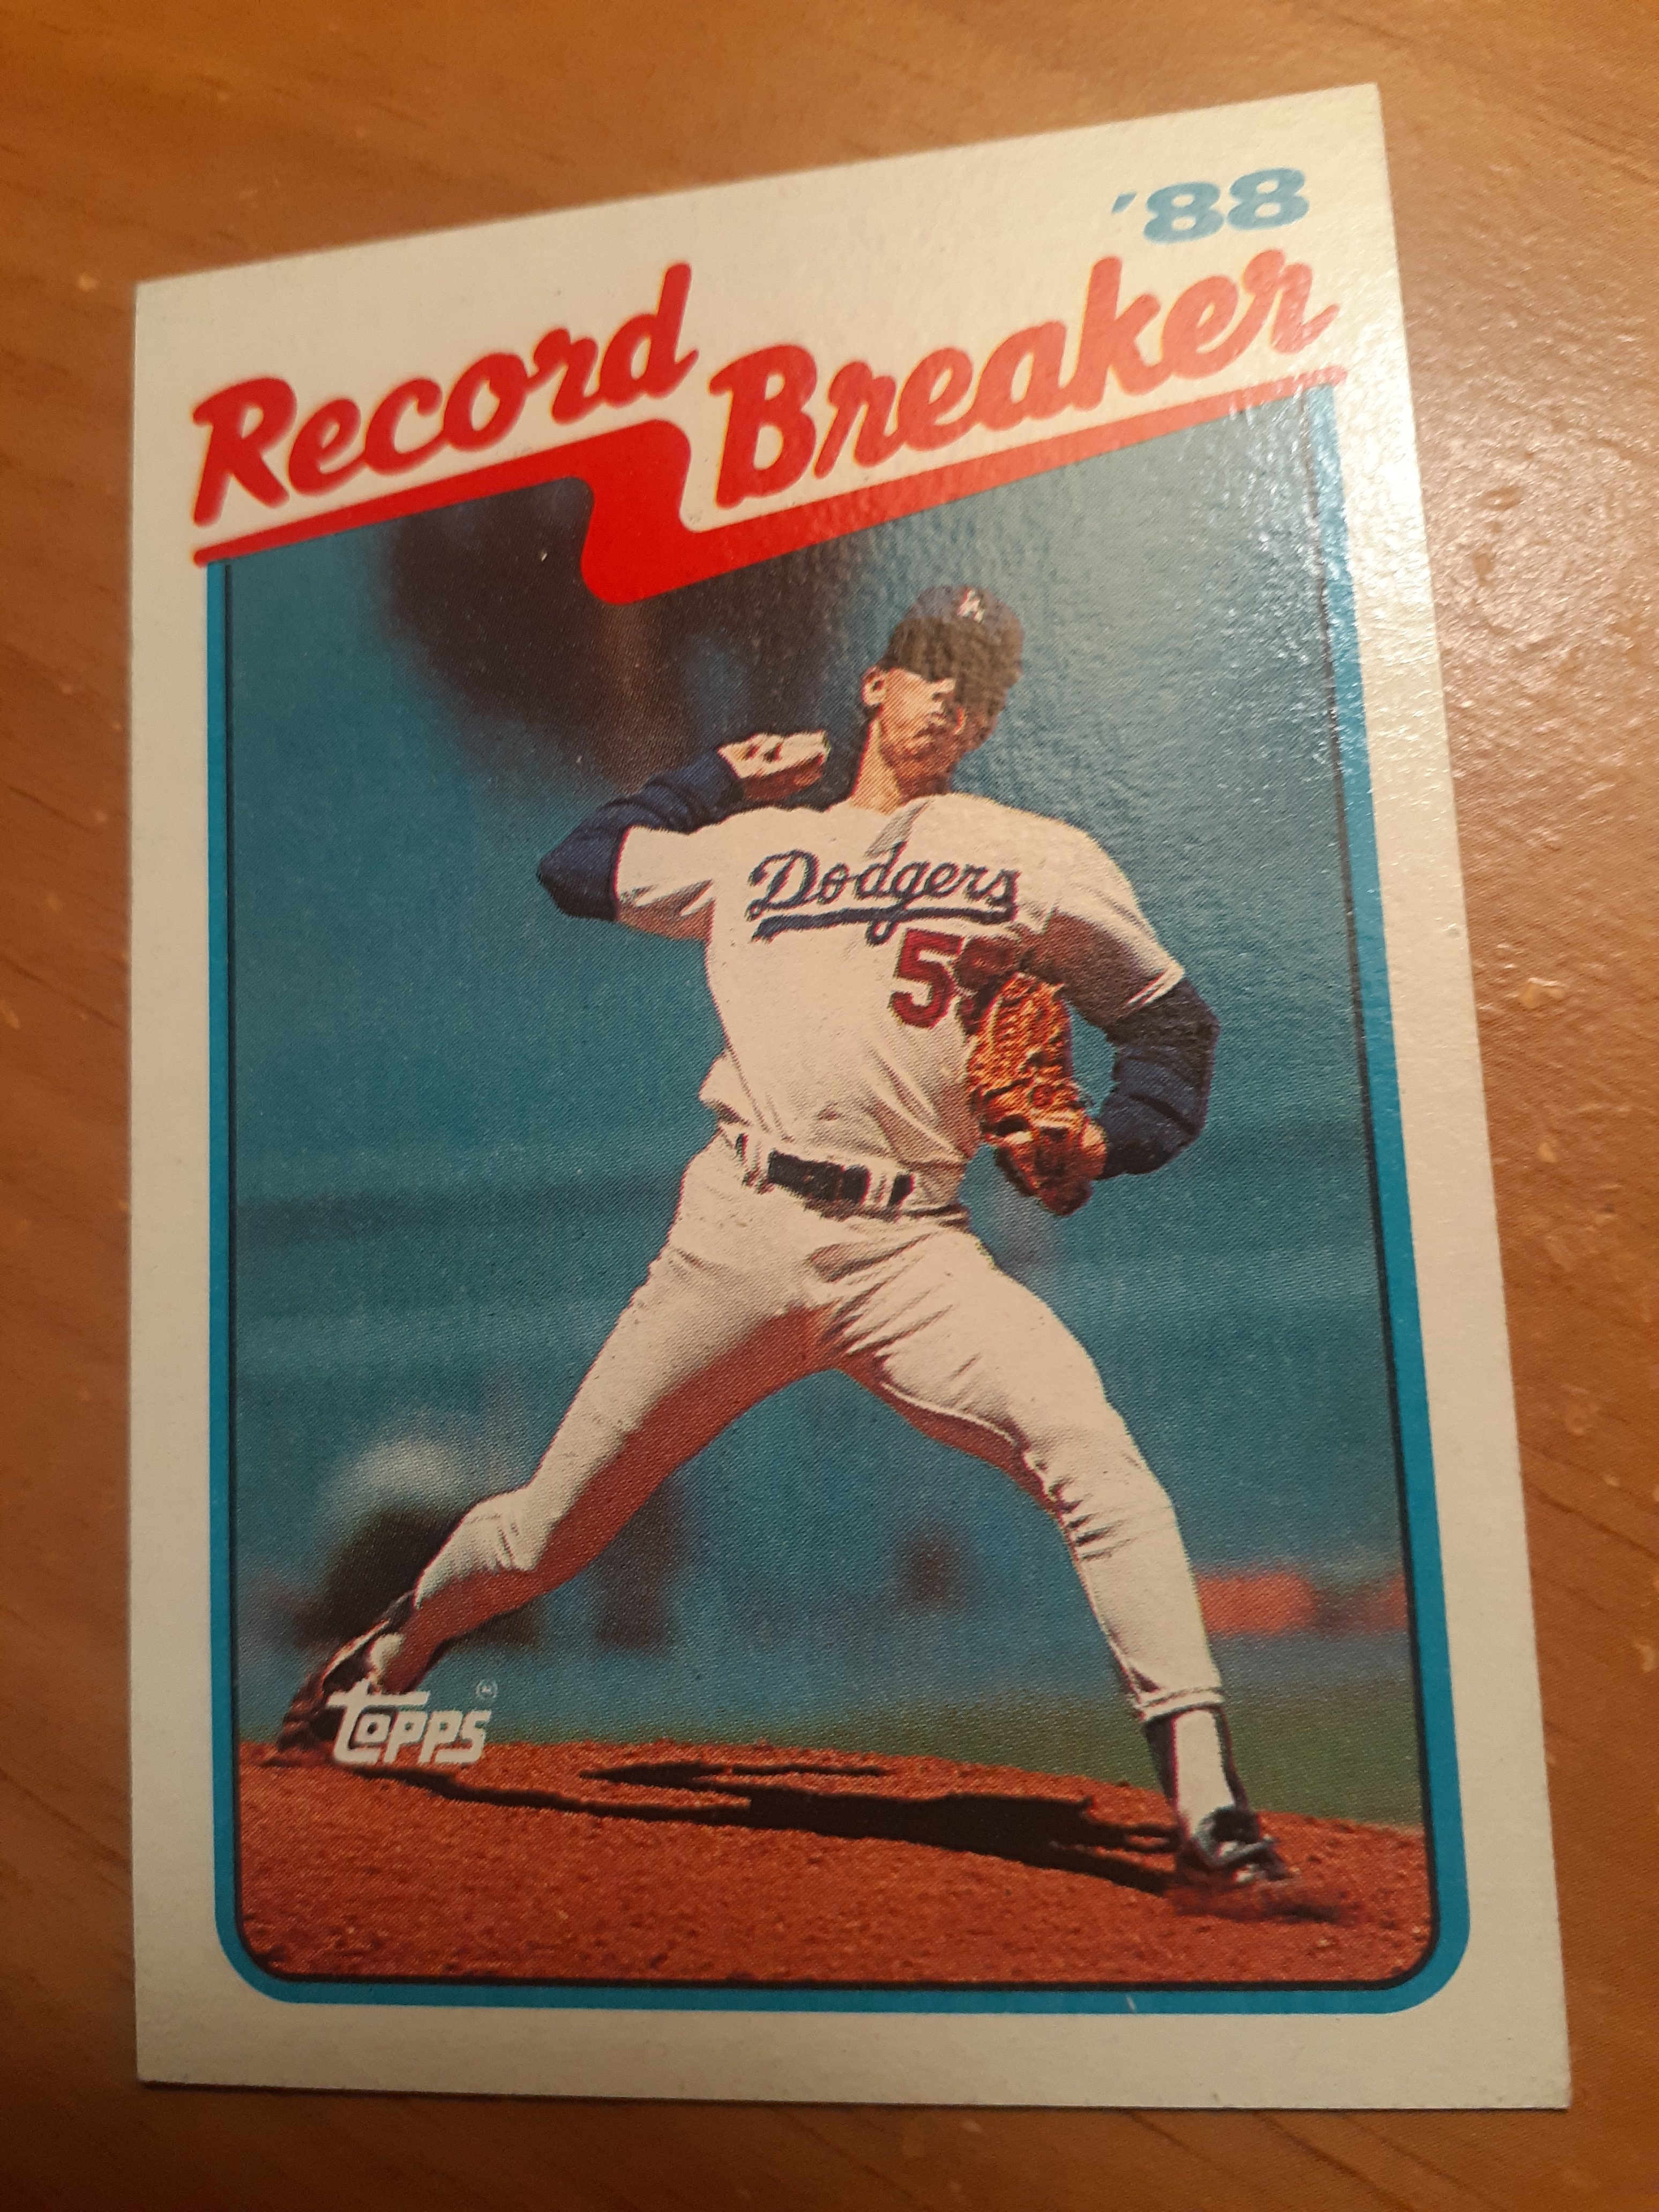 '88
Record Breaker
Dodgers
5
Topps